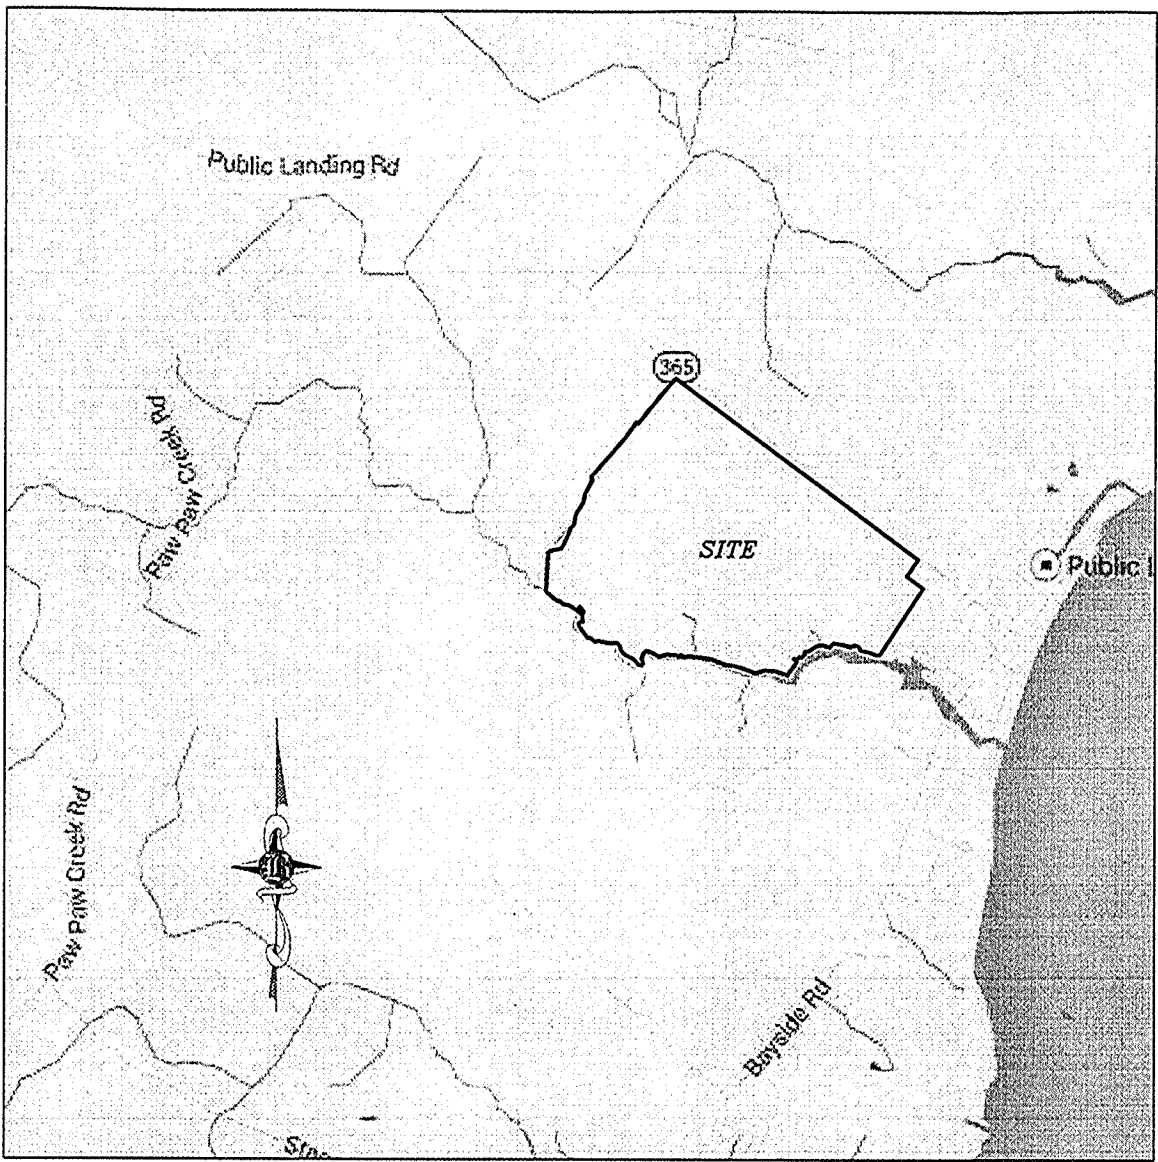 Public Landing Rd
365
Paw Paw Creek Rd
SITE
Public
Paw Paw Creek Rd
Bayside Rd